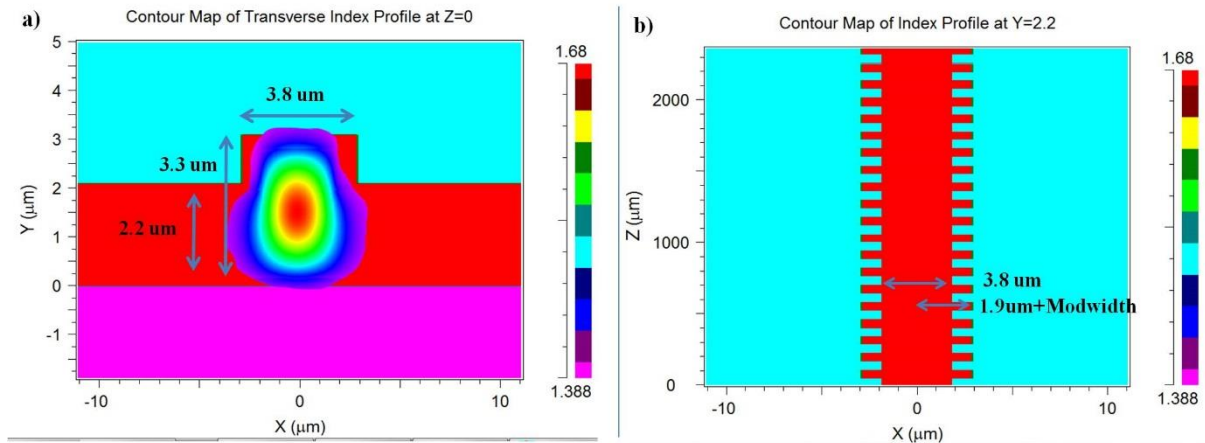 a)
Contour Map of Transverse Index Profile at Z=0
5
4
3
2
1
0
-1
Y (μm)
3.8 um
3.3 um
2.2 um
-10
0
10
X (μm)
1.68
1.388
b)
Contour Map of Index Profile at Y=2.2
2000
1000
0
Z (μm)
3.8 um
1.9um+Modwidth
-10
0
10
X (μm)
1.68
1.388